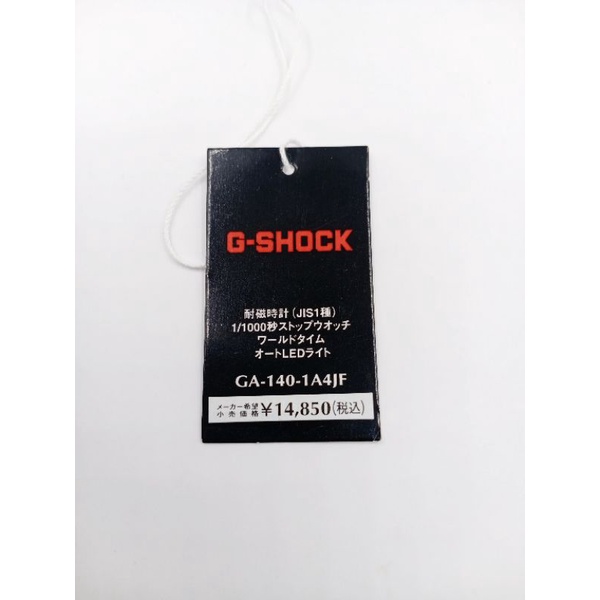 G-SHOCK
耐磁時計(JIS1種)
1/1000秒ストップウオッチ
ワールドタイム
オートLEDライト
GA-140-1A4JF
メーカー希望
小売価格 ¥14,850(税込)